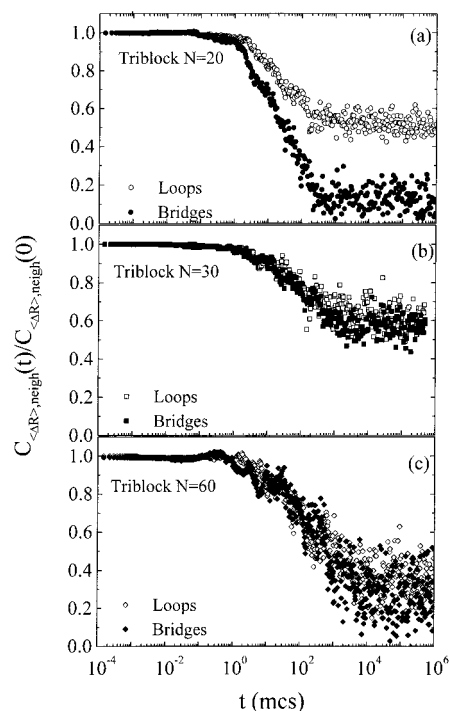 C<ΔR>,neigh(t)/C<ΔR>,neigh(0)
1.0
0.8
0.6
0.4
0.2
0.0
(a)
Triblock N=20
Loops
Bridges
1.0
0.8
0.6
0.4
0.2
0.0
(b)
Triblock N=30
Loops
Bridges
1.0
0.8
0.6
0.4
0.2
0.0
(c)
Triblock N=60
Loops
Bridges
10-4 10-2 100 102 104 106
t (mcs)